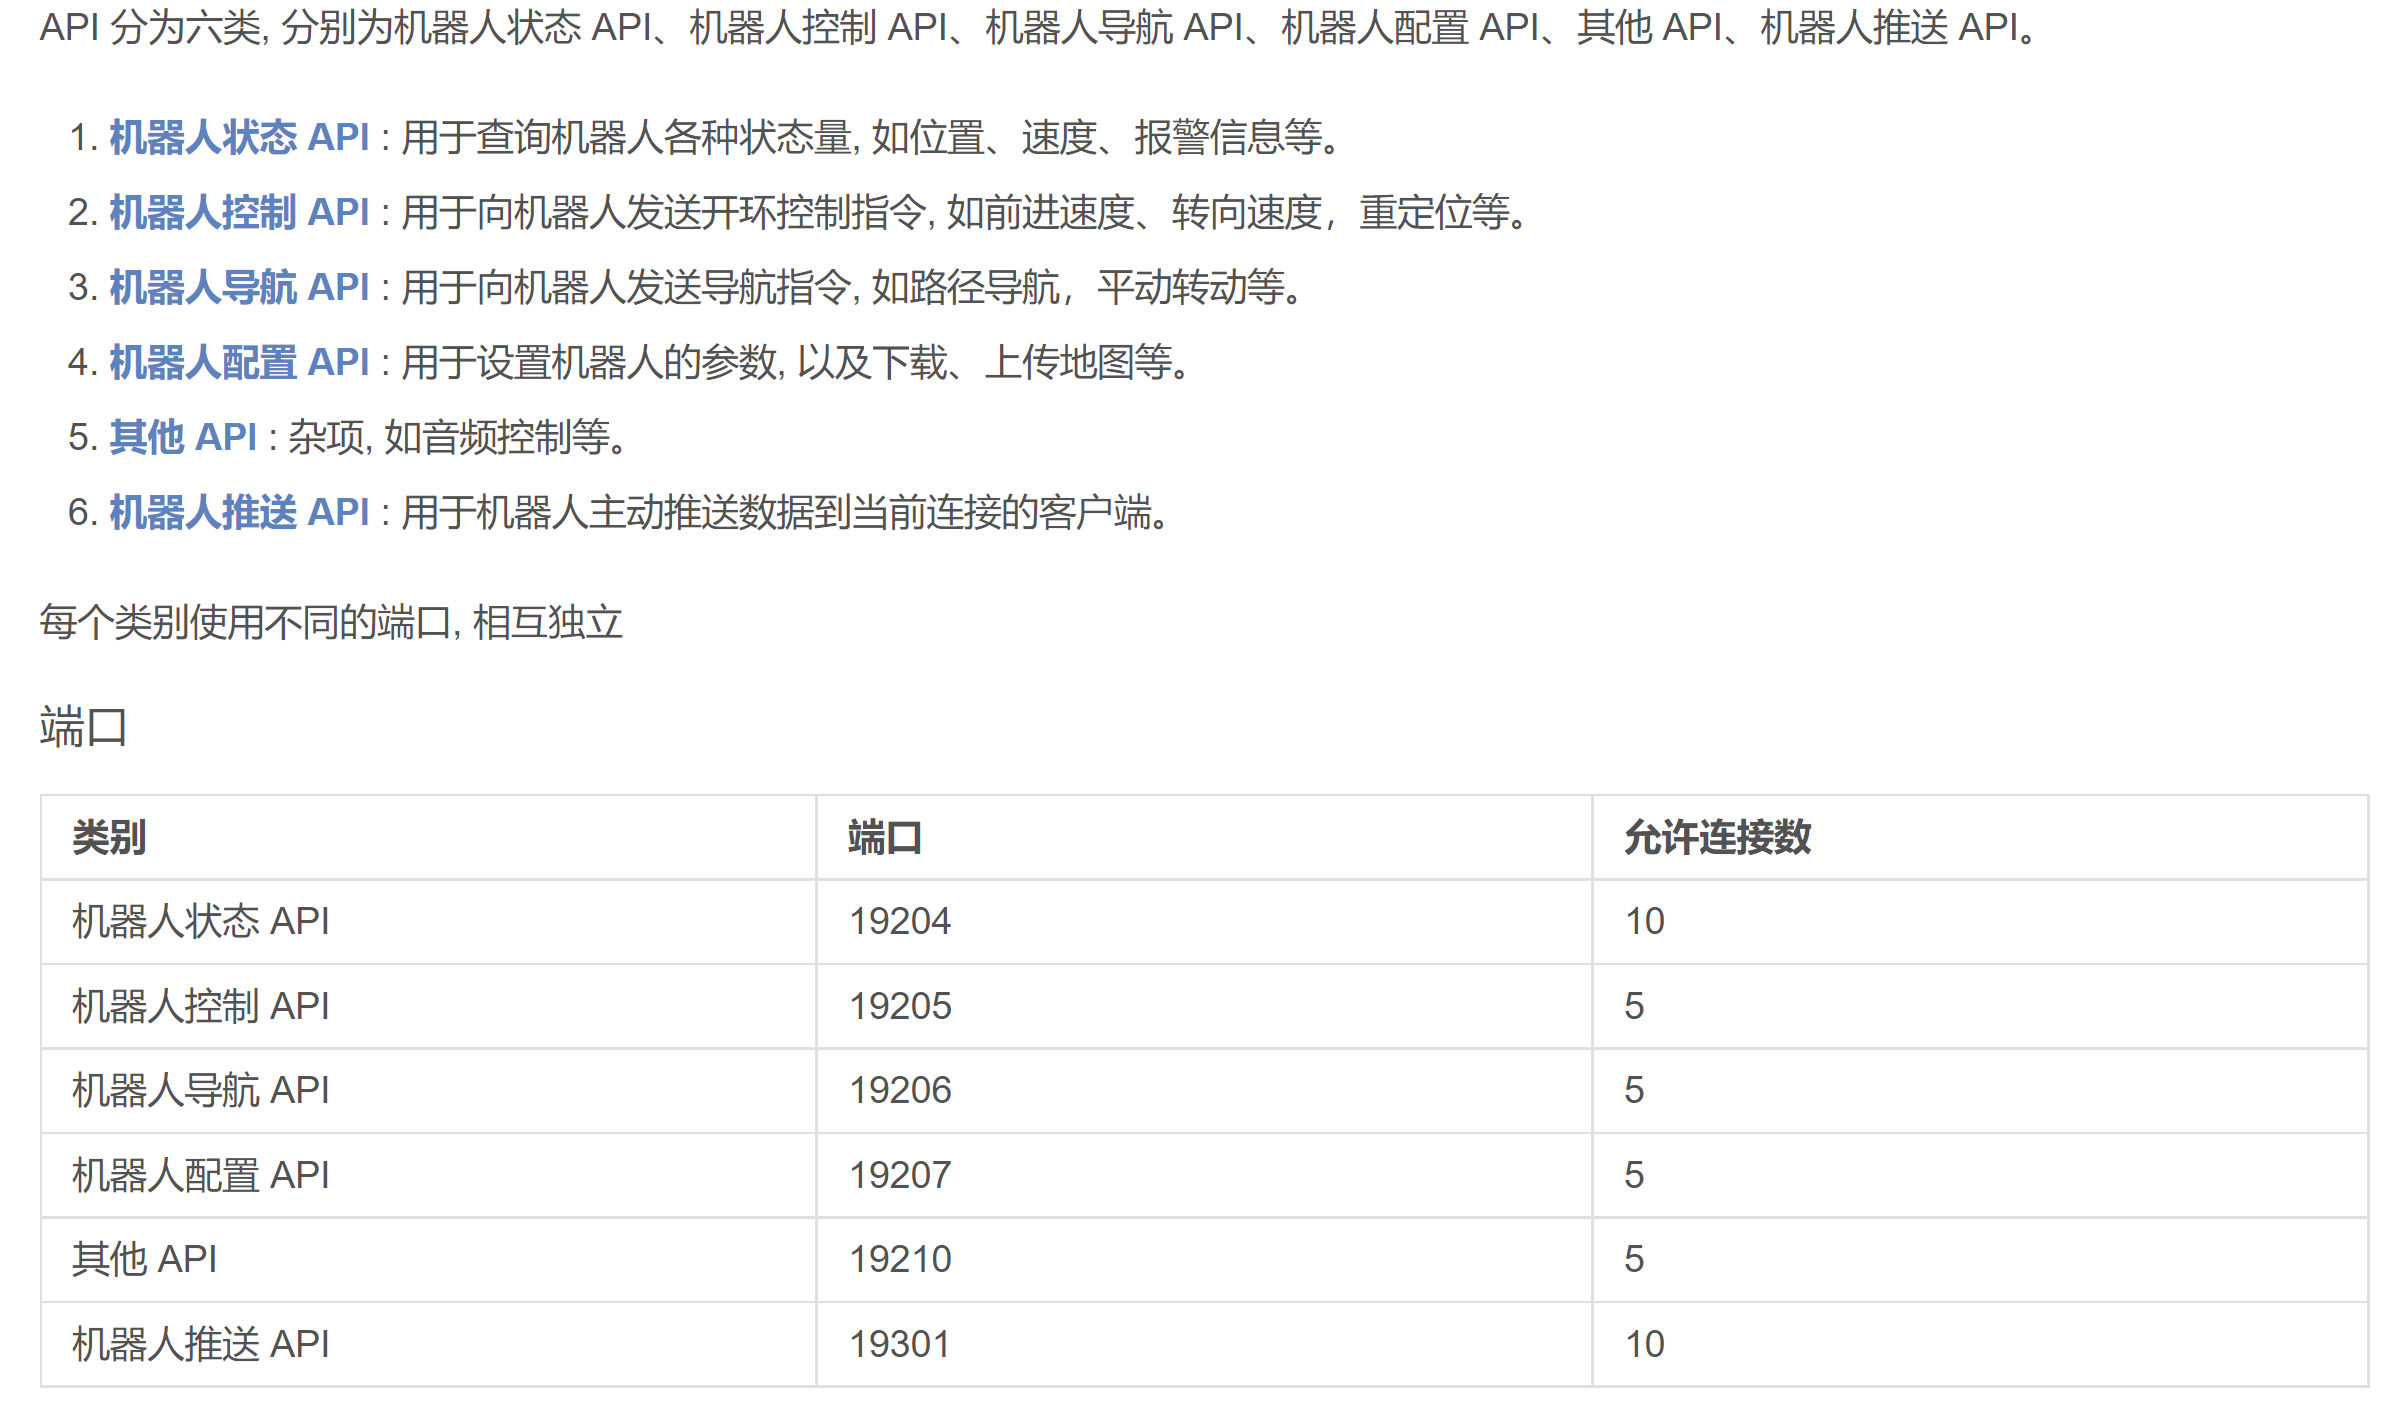 API 分为六类, 分别为机器人状态 API、机器人控制 API、机器人导航 API、机器人配置 API、其他 API、机器人推送 API。
1. 机器人状态 API : 用于查询机器人各种状态量, 如位置、速度、报警信息等。
2. 机器人控制 API : 用于向机器人发送开环控制指令, 如前进速度、转向速度，重定位等。
3. 机器人导航 API : 用于向机器人发送导航指令, 如路径导航，平动转动等。
4. 机器人配置 API : 用于设置机器人的参数, 以及下载、上传地图等。
5. 其他 API : 杂项, 如音频控制等。
6. 机器人推送 API : 用于机器人主动推送数据到当前连接的客户端。
每个类别使用不同的端口, 相互独立
端口
类别 端口 允许连接数
机器人状态 API 19204 10
机器人控制 API 19205 5
机器人导航 API 19206 5
机器人配置 API 19207 5
其他 API 19210 5
机器人推送 API 19301 10